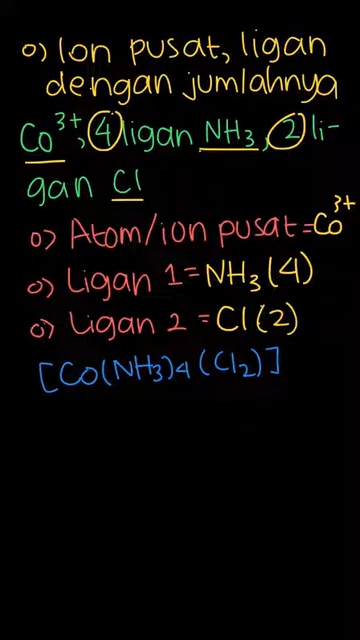 o) Ion pusat, ligan
dengan jumlahnya
Co³⁺, 4 ligan NH₃, 2 li-
gan Cl
o) Atom/ion pusat = Co³⁺
o) Ligan 1 = NH₃ (4)
o) Ligan 2 = Cl (2)
[Co(NH₃)₄ (Cl₂)]